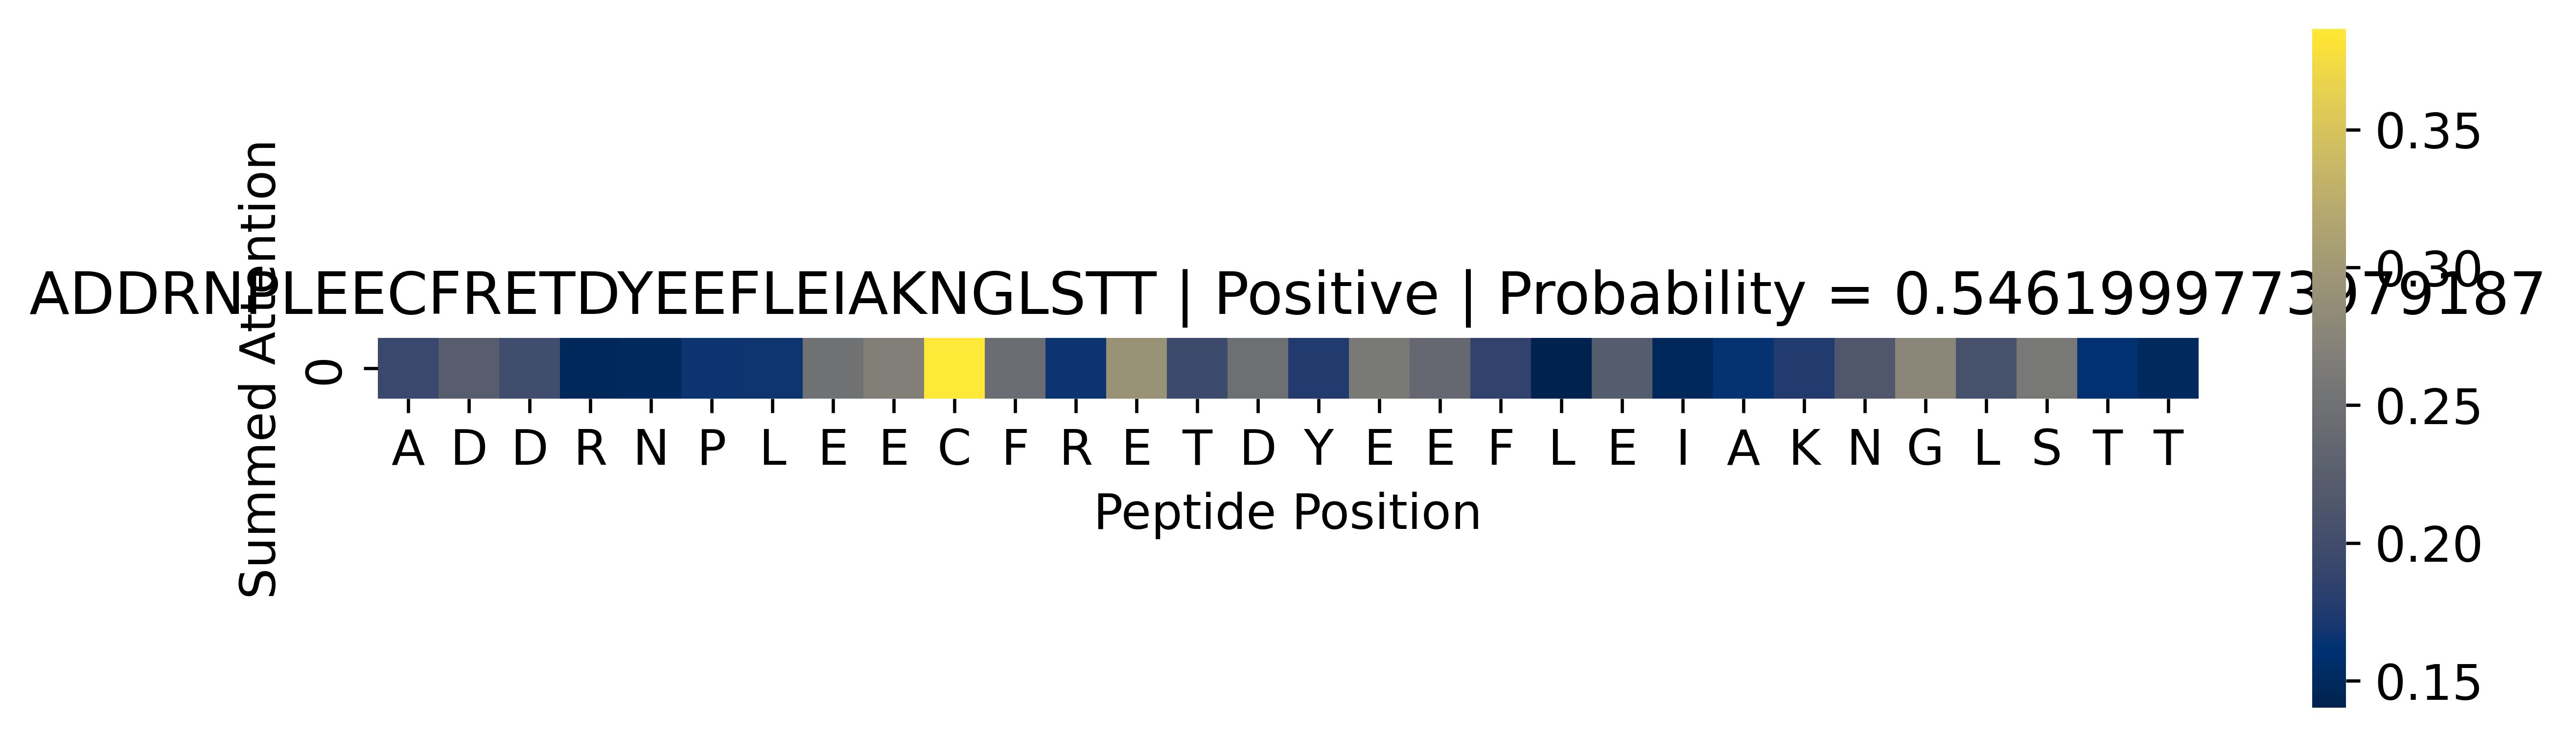 ADDRNPLEECFRETDYEEFLEIAKNGLSTT | Positive | Probability = 0.5461999773979187
Summed Attention
0
A D D R N P L E E C F R E T D Y E E F L E I A K N G L S T T
Peptide Position
0.35
0.30
0.25
0.20
0.15